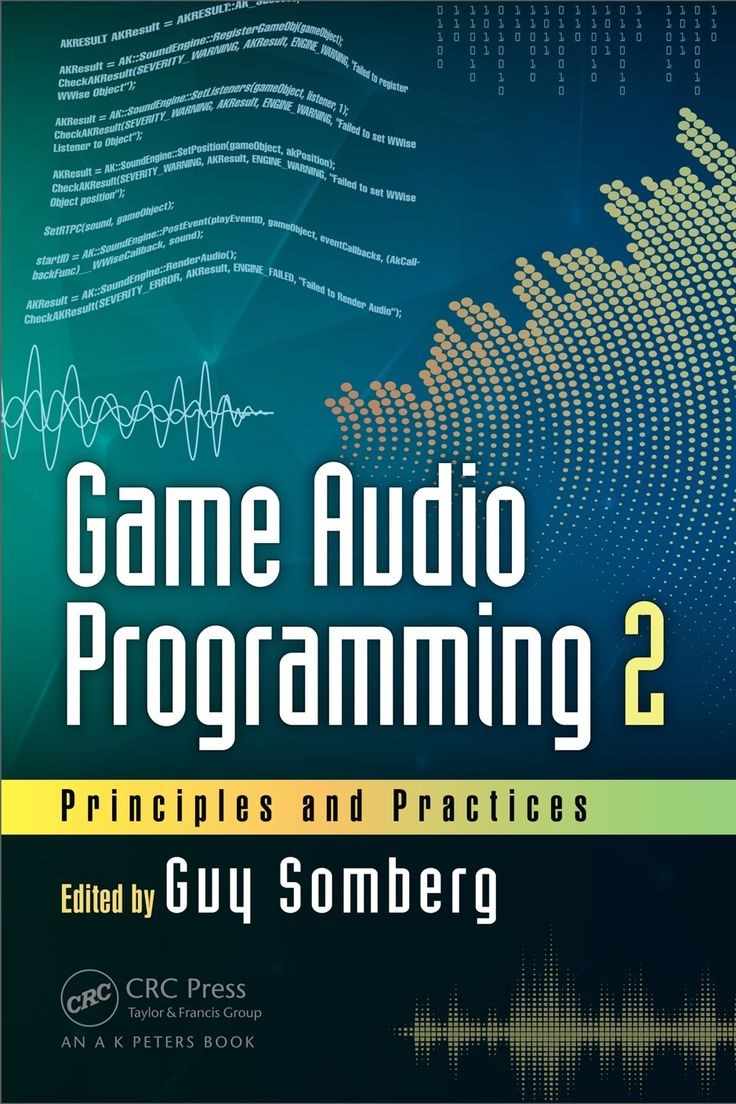 AKRESULT AKResult = AKRESULT::AK_Success;
AKResult = AK::SoundEngine::RegisterGameObj(gameObject);
CheckAKResult(SEVERITY_WARNING, AKResult, ENGINE_WARNING, "Failed to register
WWise Object");
AKResult = AK::SoundEngine::SetListeners(gameObject, listener, 1);
CheckAKResult(SEVERITY_WARNING, AKResult, ENGINE_WARNING, "Failed to set WWise
Listener to Object");
AKResult = AK::SoundEngine::SetPosition(gameObject, akPosition);
CheckAKResult(SEVERITY_WARNING, AKResult, ENGINE_WARNING, "Failed to set WWise
Object position");
SetRTPC(sound, gameObject);
startID = AK::SoundEngine::PostEvent(playEventID, gameObject, eventCallbacks, (AkCall-
backFunc)__WWiseCallback, sound);
AKResult = AK::SoundEngine::RenderAudio();
CheckAKResult(SEVERITY_ERROR, AKResult, ENGINE_FAILED, "Failed to Render Audio");
Game Audio
Programming 2
Principles and Practices
Edited by Guy Somberg
CRC
CRC Press
Taylor & Francis Group
AN A K PETERS BOOK